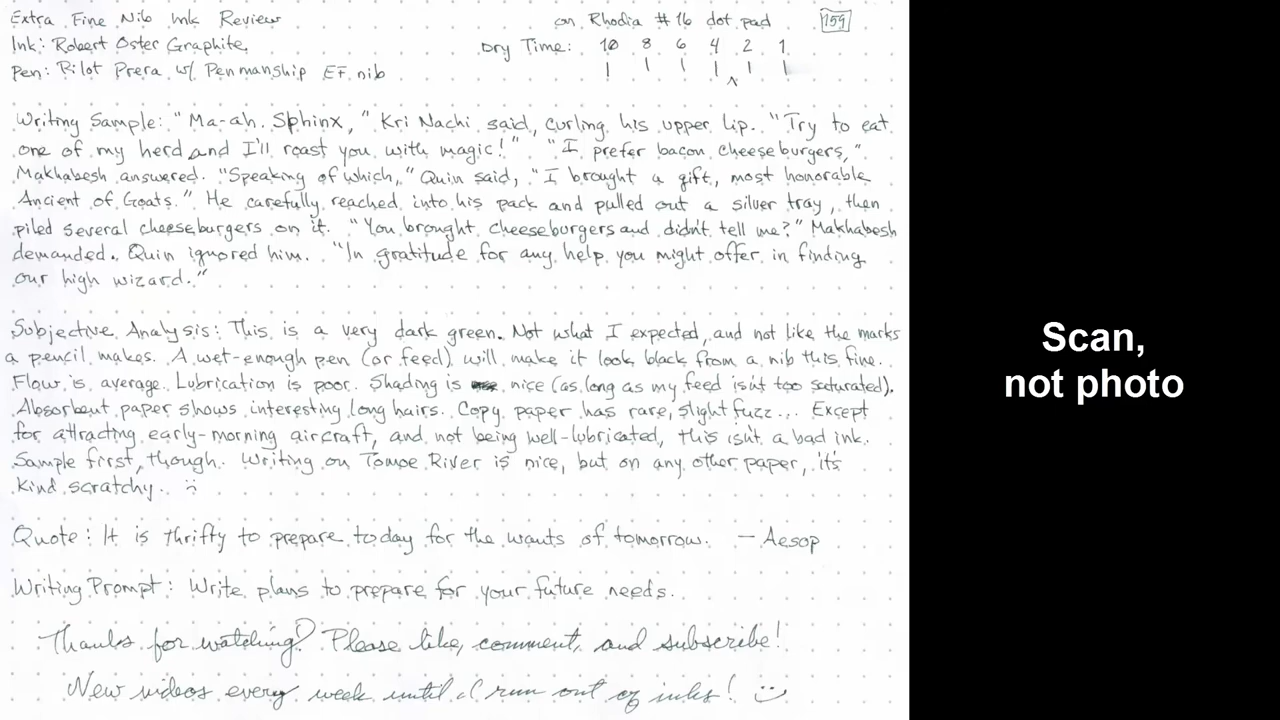 Extra Fine Nib Ink Review
on Rhodia #16 dot pad
159
Ink: Robert Oster Graphite
Dry Time: 10 8 6 4 2 1
Pen: Pilot Prera w/ Penmanship EF nib
Writing Sample: "Ma-ah. Sphinx," Kri Nachi said, curling his upper lip. "Try to eat
one of my herd and I'll roast you with magic!" "I prefer bacon cheeseburgers,"
Makhabesh answered. "Speaking of which," Quin said, "I brought a gift, most honorable
Ancient of Goats." He carefully reached into his pack and pulled out a silver tray, then
piled several cheeseburgers on it. "You brought cheeseburgers and didn't tell me?" Makhabesh
demanded. Quin ignored him. "In gratitude for any help you might offer in finding
our high wizard."
Subjective Analysis: This is a very dark green. Not what I expected, and not like the marks
a pencil makes. A wet-enough pen (or feed) will make it look black from a nib this fine.
Flow is average. Lubrication is poor. Shading is nice (as long as my feed isn't too saturated).
Absorbent paper shows interesting long hairs. Copy paper has rare, slight fuzz... Except
for attracting early-morning aircraft, and not being well-lubricated, this isn't a bad ink.
Sample first, though. Writing on Tomoe River is nice, but on any other paper, it's
kind scratchy. :(
Quote: It is thrifty to prepare today for the wants of tomorrow. — Aesop
Writing Prompt: Write plans to prepare for your future needs.
Thanks for watching! Please like, comment, and subscribe!
New videos every week until I run out of inks! :)
Scan,
not photo